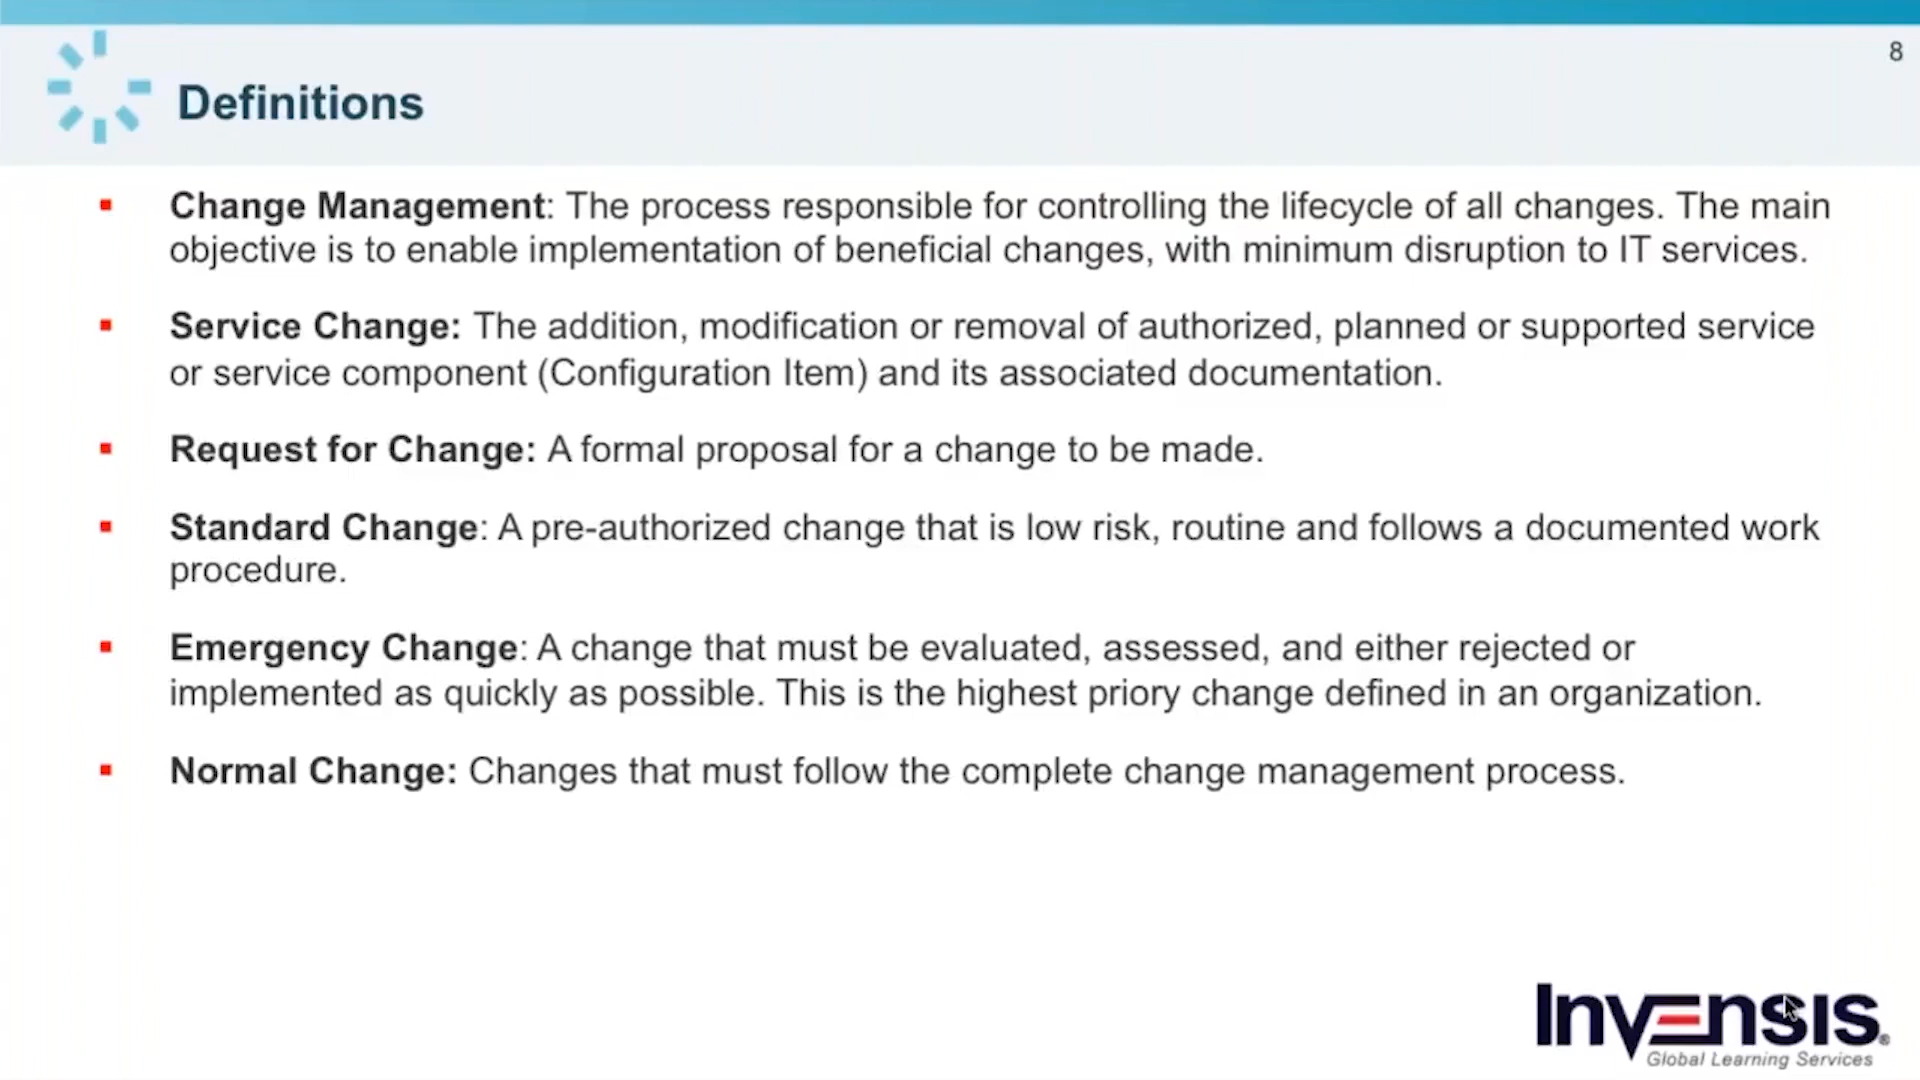 8
Definitions
Change Management: The process responsible for controlling the lifecycle of all changes. The main
objective is to enable implementation of beneficial changes, with minimum disruption to IT services.
Service Change: The addition, modification or removal of authorized, planned or supported service
or service component (Configuration Item) and its associated documentation.
Request for Change: A formal proposal for a change to be made.
Standard Change: A pre-authorized change that is low risk, routine and follows a documented work
procedure.
Emergency Change: A change that must be evaluated, assessed, and either rejected or
implemented as quickly as possible. This is the highest priory change defined in an organization.
Normal Change: Changes that must follow the complete change management process.
Invensis®
Global Learning Services